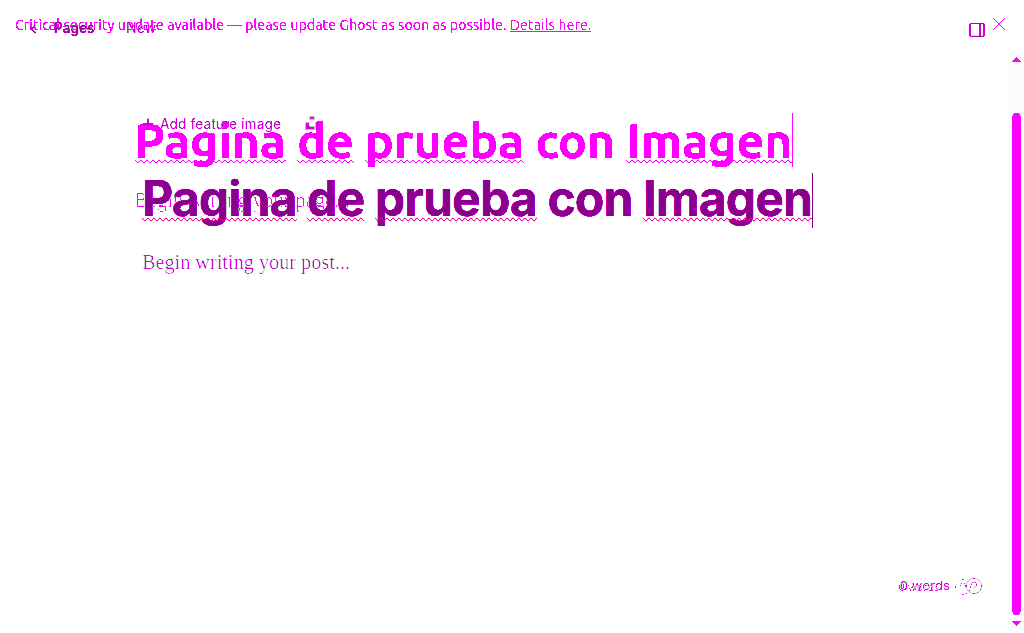 Critical security update available — please update Ghost as soon as possible. Details here.
Pages New
Add feature image
Pagina de prueba con Imagen
Pagina de prueba con Imagen
Begin writing your page...
Begin writing your post...
0 words